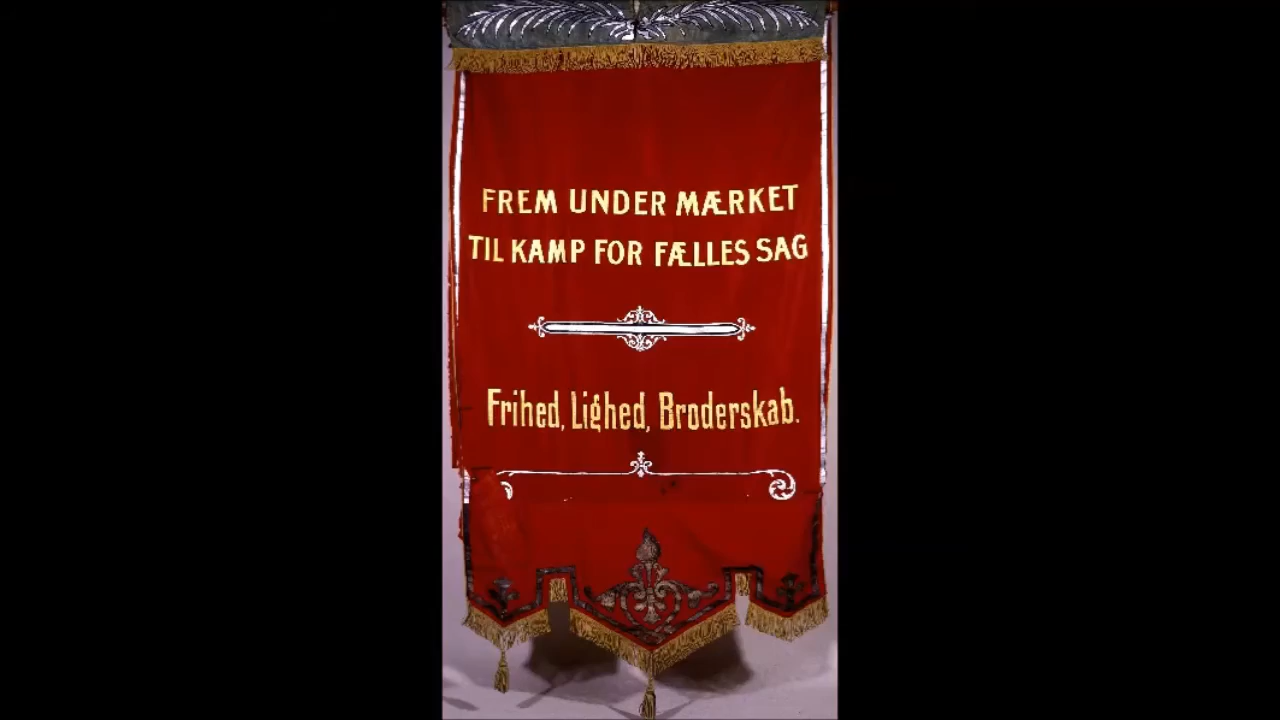 FREM UNDER MÆRKET
TIL KAMP FOR FÆLLES SAG
Frihed, Lighed, Broderskab.